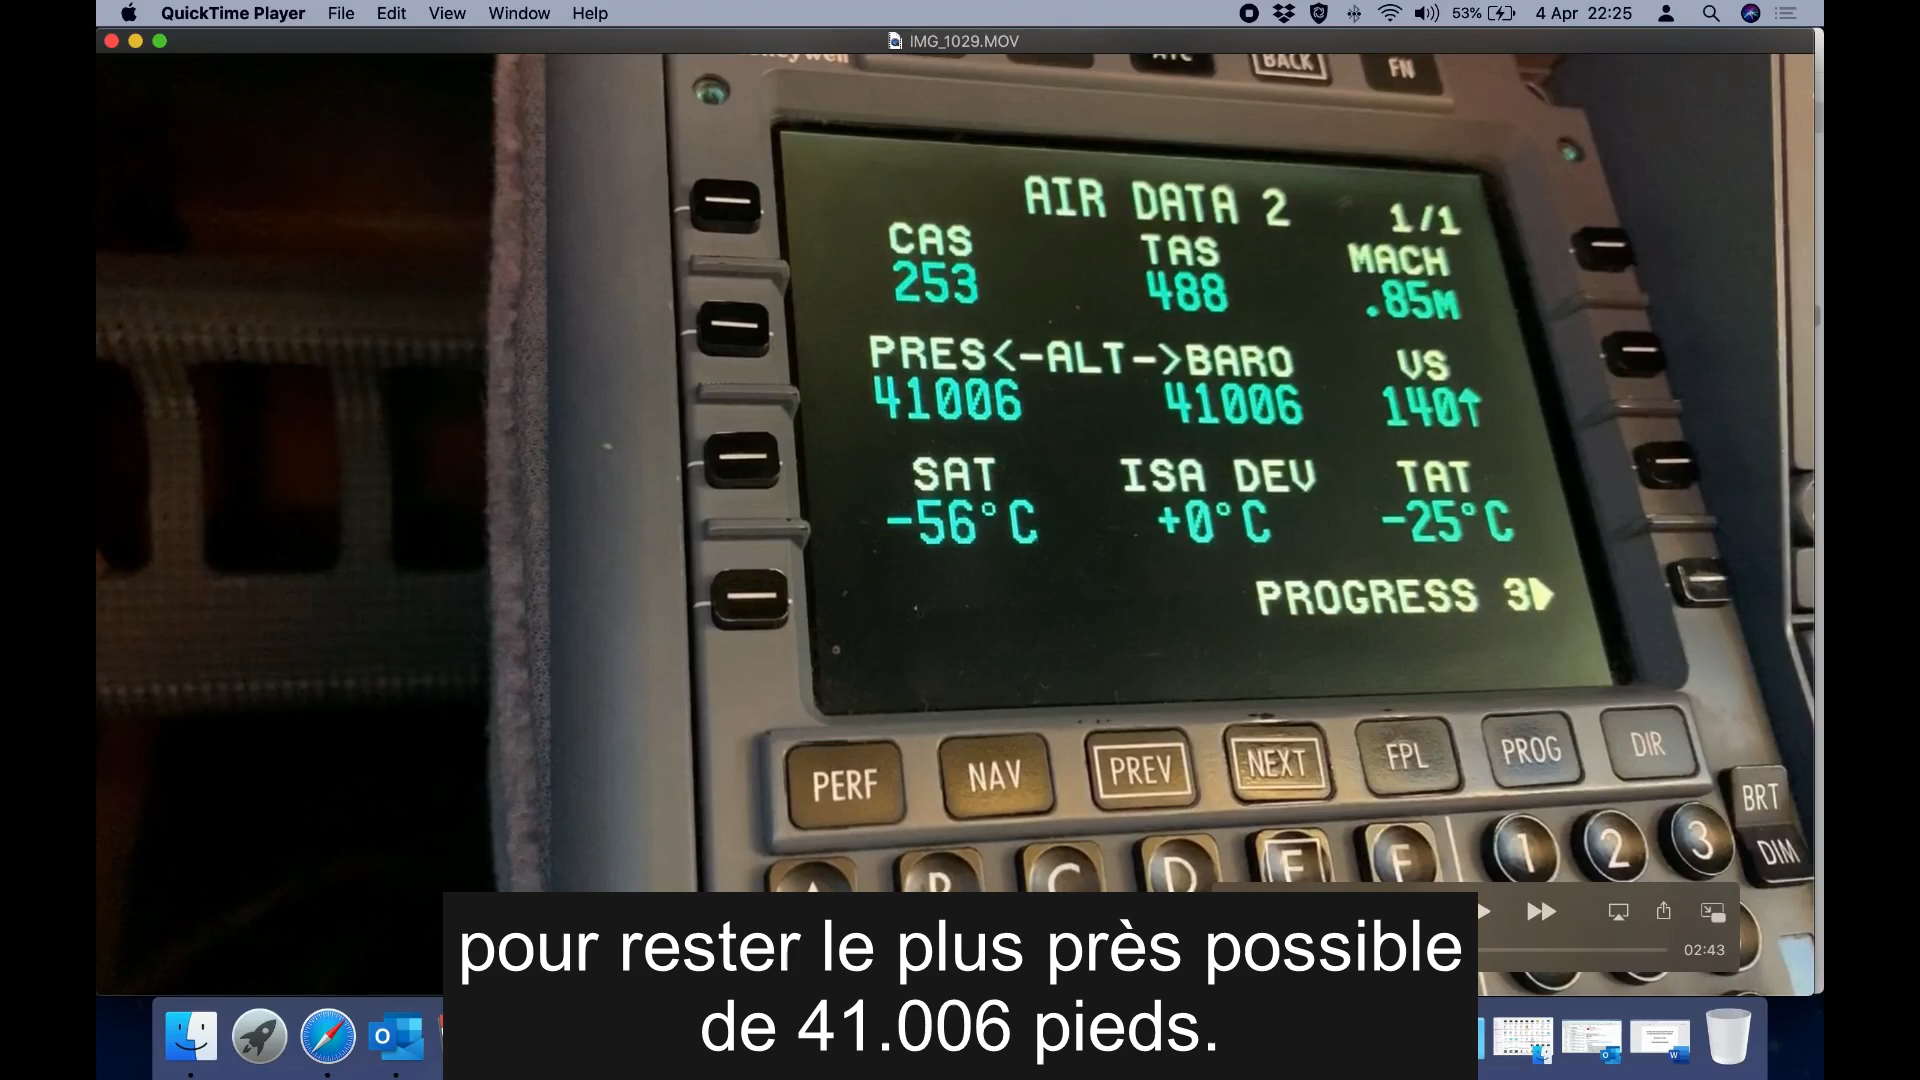 QuickTime Player File Edit View Window Help 53% 4 Apr 22:25
IMG_1029.MOV
BACK FN
AIR DATA 2 1/1
CAS TAS MACH
253 488 .85M
PRES<-ALT->BARO VS
41006 41006 140↑
SAT ISA DEV TAT
-56°C +0°C -25°C
PROGRESS 3
PERF NAV PREV NEXT FPL PROG DIR
BRT
C D E F 1 2 3 DIM
02:43
pour rester le plus près possible
de 41.006 pieds.